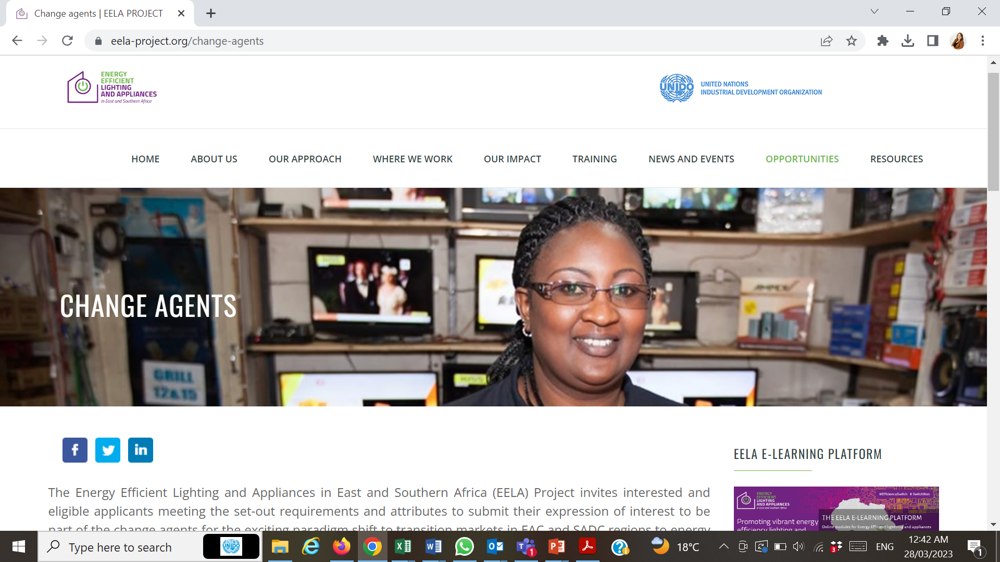 Change agents | EELA PROJECT
eela-project.org/change-agents
ENERGY
EFFICIENT
LIGHTING
AND APPLIANCES
in East and Southern Africa
UNIDO
UNITED NATIONS
INDUSTRIAL DEVELOPMENT ORGANIZATION
HOME ABOUT US OUR APPROACH WHERE WE WORK OUR IMPACT TRAINING NEWS AND EVENTS OPPORTUNITIES RESOURCES
CHANGE AGENTS
GRILL
12&15
f
in
The Energy Efficient Lighting and Appliances in East and Southern Africa (EELA) Project invites interested and
eligible applicants meeting the set-out requirements and attributes to submit their expression of interest to be
part of the change agents for the exciting paradigm shift to transition markets in EAC and SADC regions to energy
EELA E-LEARNING PLATFORM
ENERGY
EFFICIENT
LIGHTING
AND APPLIANCES
in East and Southern Africa
#EfficiencySwitch # SwitchItOn
Promoting vibrant energy
efficiency lighting and
THE EELA E-LEARNING PLATFORM
Online modules for Energy Efficient lightning and appliances
Type here to search
18°C
3
ENG
12:42 AM
28/03/2023
1